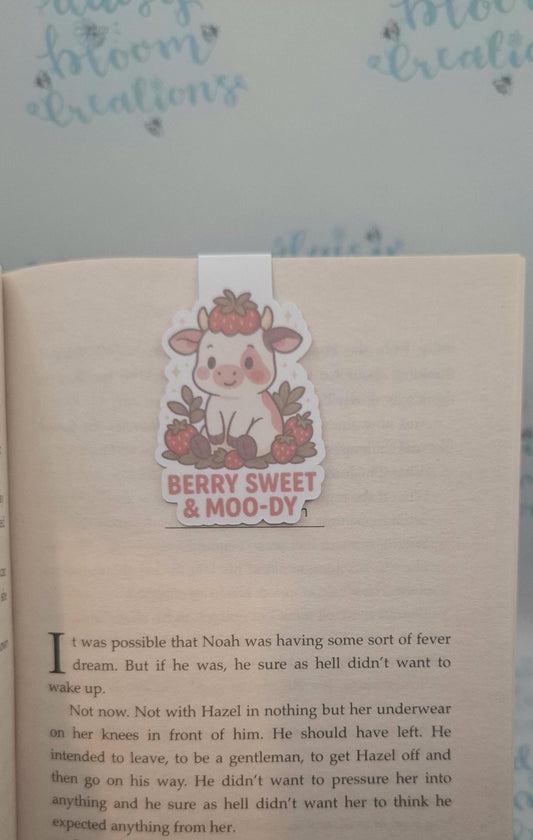 daisy
bloom
creations
bloom
creations
daisy
BERRY SWEET
& MOO-DY
n
It was possible that Noah was having some sort of fever
dream. But if he was, he sure as hell didn't want to
wake up.
Not now. Not with Hazel in nothing but her underwear
on her knees in front of him. He should have left. He
intended to leave, to be a gentleman, to get Hazel off and
then go on his way. He didn't want to pressure her into
anything and he sure as hell didn't want her to think he
expected anything from her.